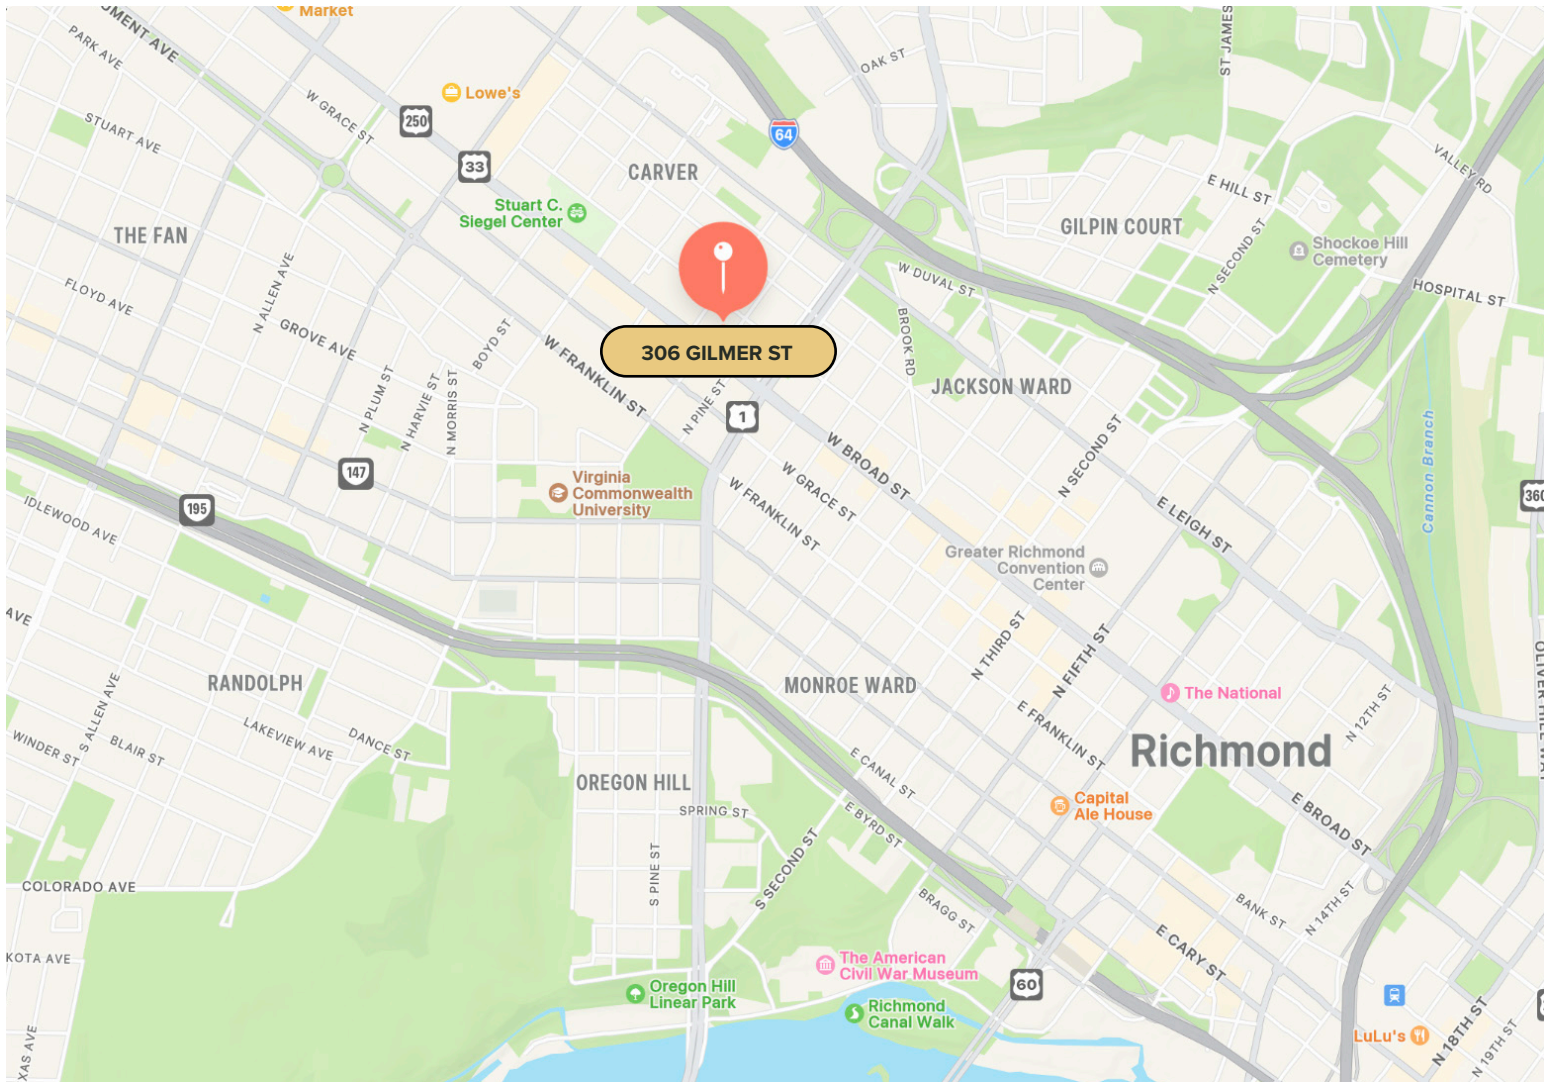 Market
UMENT AVE
PARK AVE
OAK ST
ST JAMES
Lowe's
W GRACE ST
250
64
33
STUART AVE
CARVER
VALLEY RD
E HILL ST
Stuart C.
Siegel Center
THE FAN
GILPIN COURT
N SECOND ST
Shockoe Hill
Cemetery
W DUVAL ST
HOSPITAL ST
FLOYD AVE
N ALLEN AVE
GROVE AVE
BOYD ST
BROOK RD
306 GILMER ST
W FRANKLIN ST
N PLUM ST
N HARVIE ST
N MORRIS ST
N PINE ST
1
JACKSON WARD
N SECOND ST
W BROAD ST
Cannon Branch
147
Virginia
Commonwealth
University
W GRACE ST
W FRANKLIN ST
195
IDLEWOOD AVE
E LEIGH ST
360
Greater Richmond
Convention
Center
AVE
N THIRD ST
N FIFTH ST
RANDOLPH
MONROE WARD
The National
N 12TH ST
S ALLEN AVE
LAKEVIEW AVE
DANCE ST
WINDER ST
BLAIR ST
E FRANKLIN ST
Richmond
OREGON HILL
E CANAL ST
SPRING ST
E BYRD ST
Capital
Ale House
E BROAD ST
S PINE ST
S SECOND ST
COLORADO AVE
BRAGG ST
BANK ST
N 14TH ST
E CARY ST
KOTA AVE
The American
Civil War Museum
60
Oregon Hill
Linear Park
Richmond
Canal Walk
LuLu's
N 18TH ST
N 19TH ST
XAS AVE